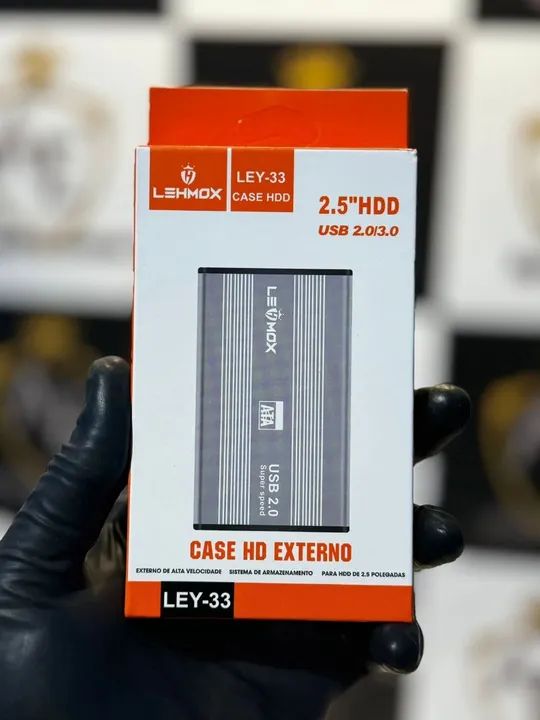 LEHMOX
LEY-33
CASE HDD
2.5"HDD
USB 2.0/3.0
LEHMOX
ATA
USB 2.0
Super speed
CASE HD EXTERNO
EXTERNO DE ALTA VELOCIDADE SISTEMA DE ARMAZENAMENTO PARA HDD DE 2.5 POLEGADAS
LEY-33